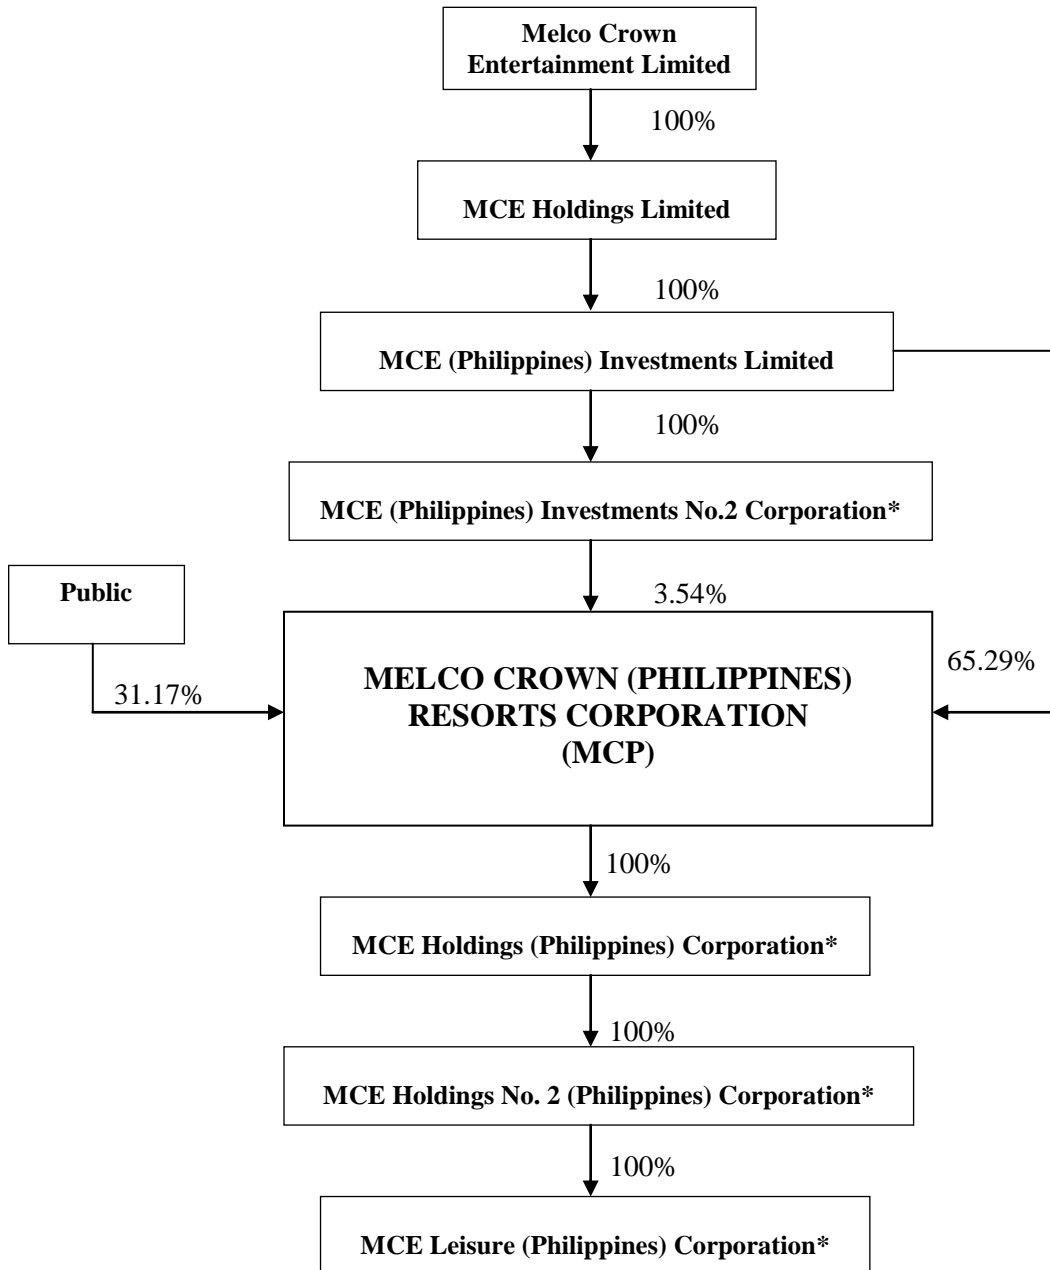 Melco Crown
Entertainment Limited
100%
MCE Holdings Limited
100%
MCE (Philippines) Investments Limited
100%
MCE (Philippines) Investments No.2 Corporation*
Public
3.54%
65.29%
31.17%
MELCO CROWN (PHILIPPINES)
RESORTS CORPORATION
(MCP)
100%
MCE Holdings (Philippines) Corporation*
100%
MCE Holdings No. 2 (Philippines) Corporation*
100%
MCE Leisure (Philippines) Corporation*